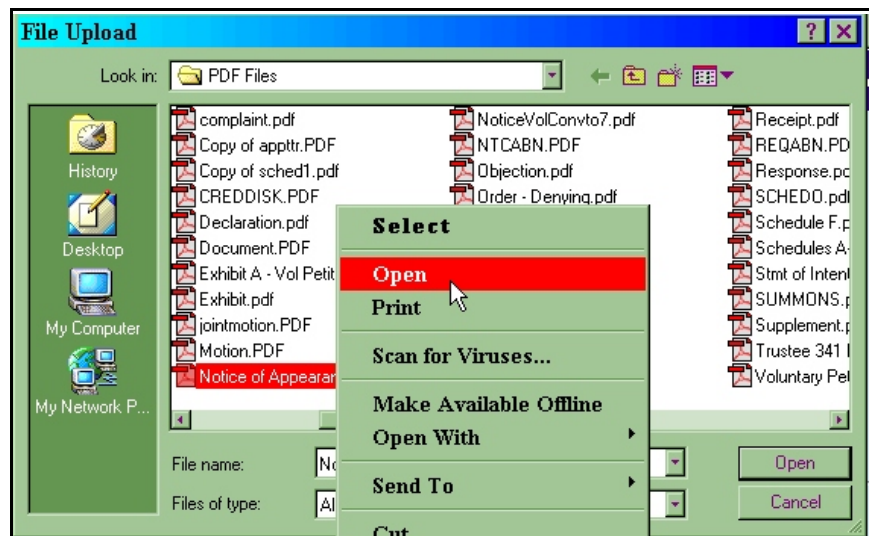 File Upload
Look in: PDF Files
History
Desktop
My Computer
My Network P...
complaint.pdf
Copy of appttr.PDF
Copy of sched1.pdf
CREDDISK.PDF
Declaration.pdf
Document.PDF
Exhibit A - Vol Petit
Exhibit.pdf
jointmotion.PDF
Motion.PDF
Notice of Appearan
NoticeVolConvto7.pdf
NTCABN.PDF
Objection.pdf
Order - Denying.pdf
Receipt.pdf
REQABN.PD
Response.pd
SCHEDO.pdf
Schedule F.p
Schedules A-
Stmt of Intent
SUMMONS.p
Supplement.p
Trustee 341
Voluntary Pet
Select
Open
Print
Scan for Viruses...
Make Available Offline
Open With
Send To
Cut
File name: No
Files of type: Al
Open
Cancel